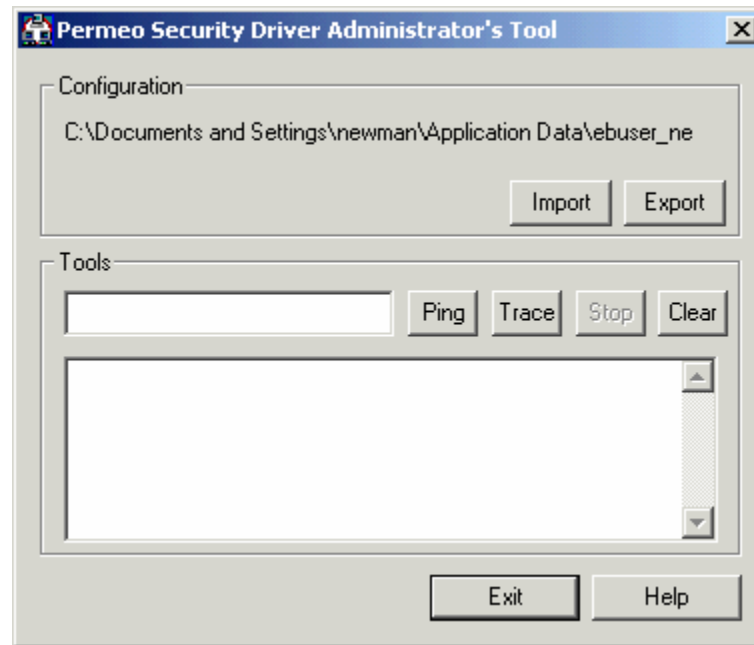 Permeo Security Driver Administrator's Tool
Configuration
C:\Documents and Settings\newman\Application Data\ebuser_ne
Import Export
Tools
Ping Trace Stop Clear
Exit Help